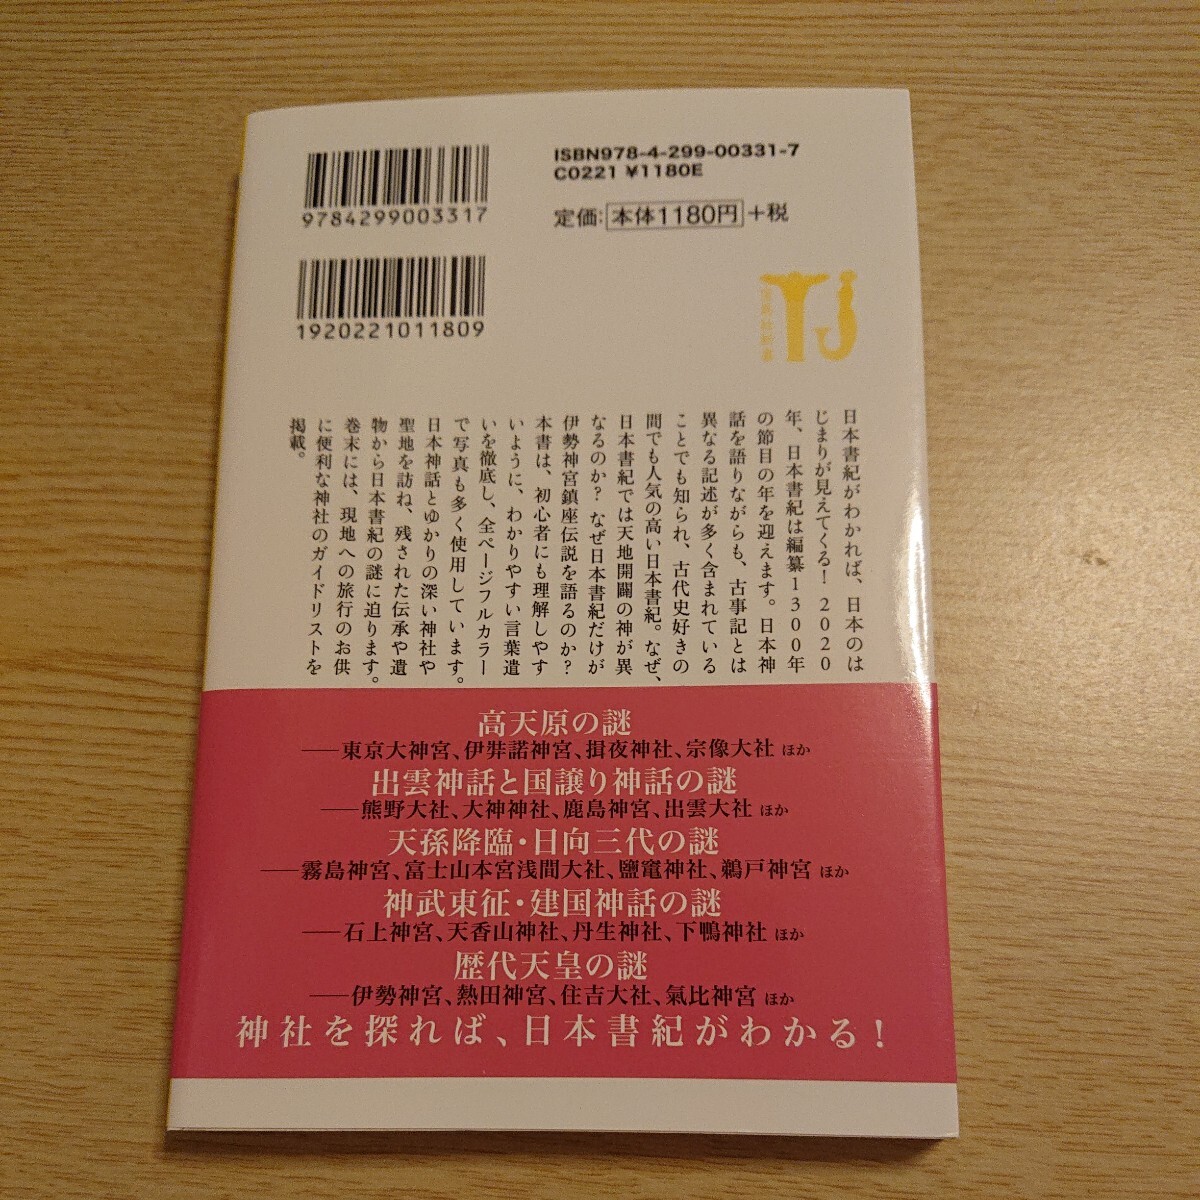 9784299003317
ISBN978-4-299-00331-7
C0221 ¥1180E
定価:本体1180円+税
1920221011809
TJ
日本書紀がわかれば、日本のは
じまりが見えてくる! 2020
年、日本書紀は編纂1300年
の節目の年を迎えます。日本神
話を語りながらも、古事記とは
異なる記述が多く含まれている
ことでも知られ、古代史好きの
間でも人気の高い日本書紀。なぜ、
日本書紀では天地開闢の神が異
なるのか? なぜ日本書紀だけが
伊勢神宮鎮座伝説を語るのか?
本書は、初心者にも理解しやす
いように、わかりやすい言葉遣
いを徹底し、全ページフルカラー
で写真も多く使用しています。
日本神話とゆかりの深い神社や
聖地を訪ね、残された伝承や遺
物から日本書紀の謎に迫ります。
巻末には、現地への旅行のお供
に便利な神社のガイドリストを
掲載。
高天原の謎
──東京大神宮、伊弉諾神宮、揖夜神社、宗像大社 ほか
出雲神話と国譲り神話の謎
──熊野大社、大神神社、鹿島神宮、出雲大社 ほか
天孫降臨・日向三代の謎
──霧島神宮、富士山本宮浅間大社、鹽竈神社、鵜戸神宮 ほか
神武東征・建国神話の謎
──石上神宮、天香山神社、丹生神社、下鴨神社 ほか
歴代天皇の謎
──伊勢神宮、熱田神宮、住吉大社、氣比神宮 ほか
神社を探れば、日本書紀がわかる!